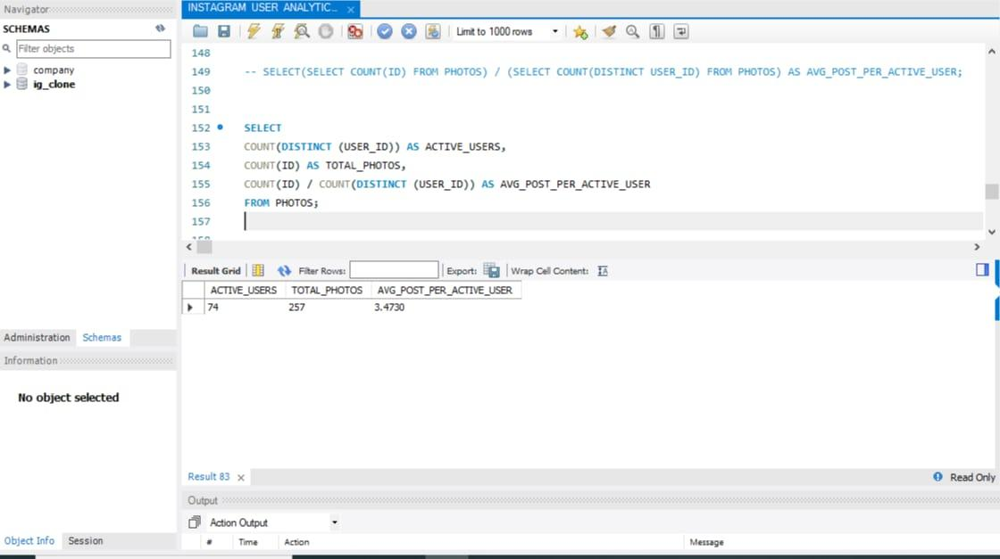 Navigator
SCHEMAS
Filter objects
company
ig_clone
Administration Schemas
Information
No object selected
Object Info Session
INSTAGRAM USER ANALYTIC...
Limit to 1000 rows
148
149 -- SELECT(SELECT COUNT(ID) FROM PHOTOS) / (SELECT COUNT(DISTINCT USER_ID) FROM PHOTOS) AS AVG_POST_PER_ACTIVE_USER;
150
151
152 SELECT
153 COUNT(DISTINCT (USER_ID)) AS ACTIVE_USERS,
154 COUNT(ID) AS TOTAL_PHOTOS,
155 COUNT(ID) / COUNT(DISTINCT (USER_ID)) AS AVG_POST_PER_ACTIVE_USER
156 FROM PHOTOS;
157
Result Grid Filter Rows: Export: Wrap Cell Content:
ACTIVE_USERS TOTAL_PHOTOS AVG_POST_PER_ACTIVE_USER
74 257 3.4730
Result 83 Read Only
Output
Action Output
# Time Action Message